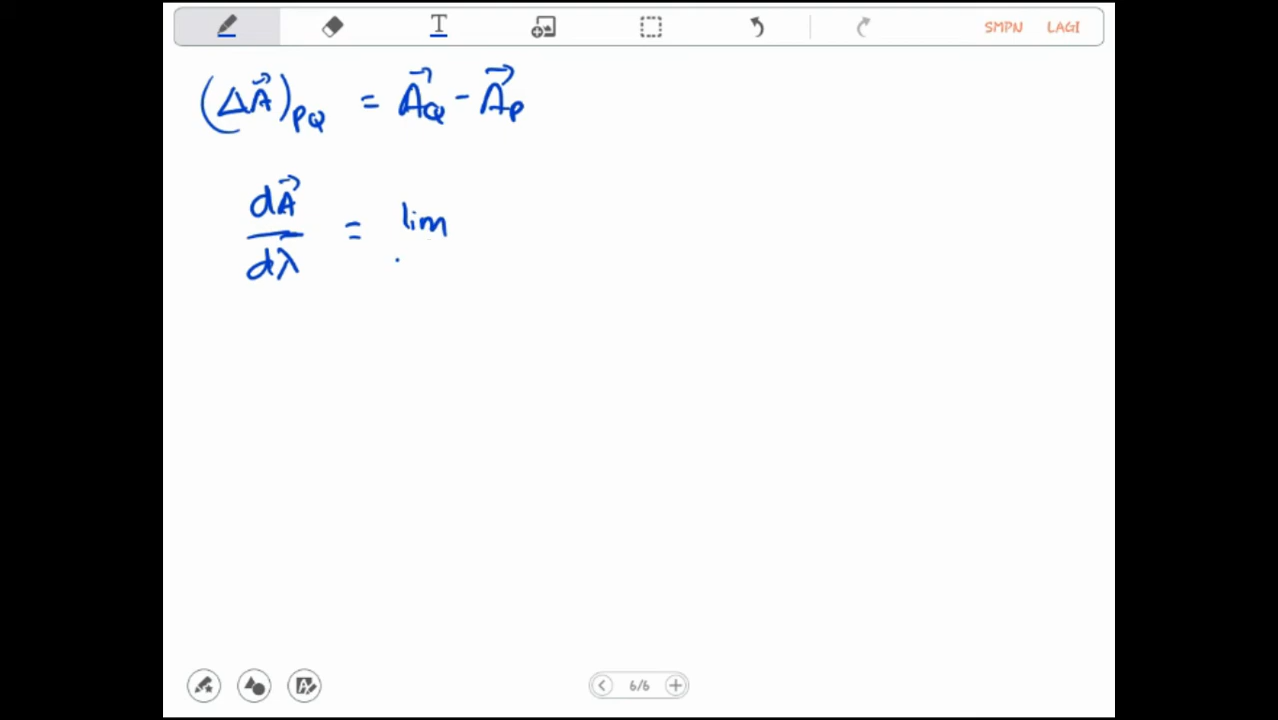 T SMPN LAGI
(ΔA⃗)PQ = A⃗Q - A⃗P
dA⃗/dλ = lim
6/6